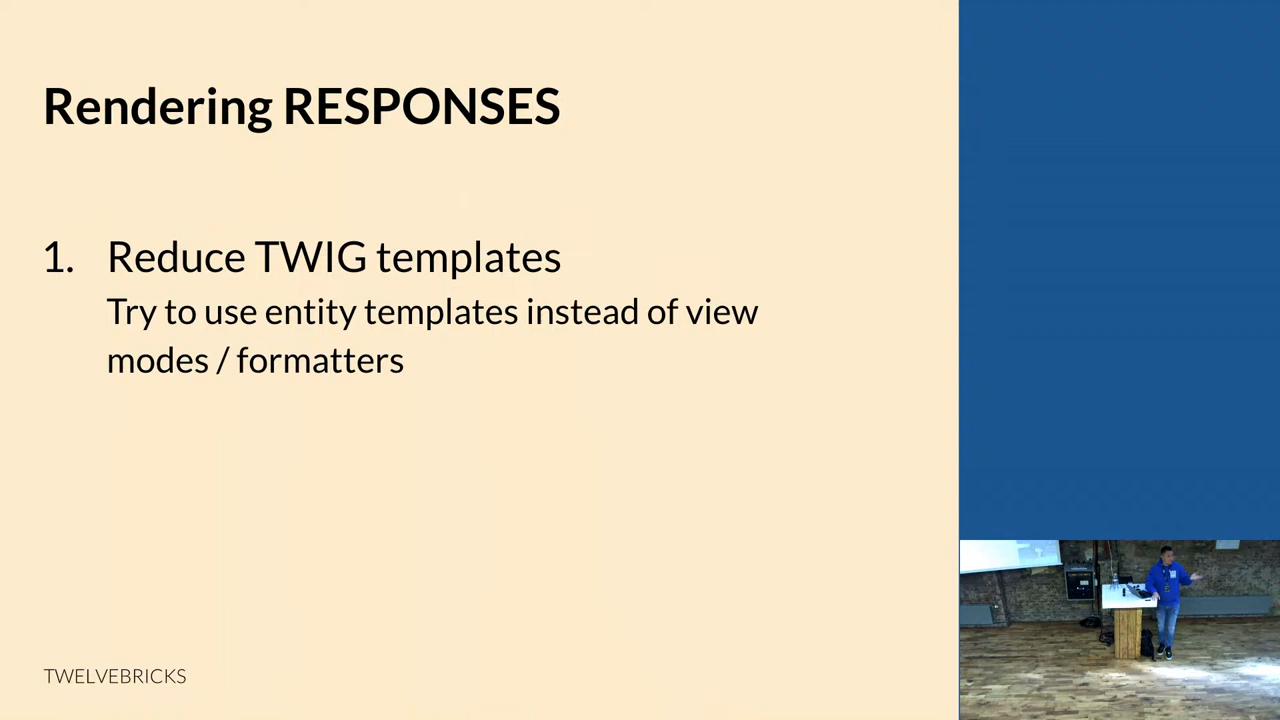 Rendering RESPONSES
1. Reduce TWIG templates
Try to use entity templates instead of view
modes / formatters
TWELVEBRICKS